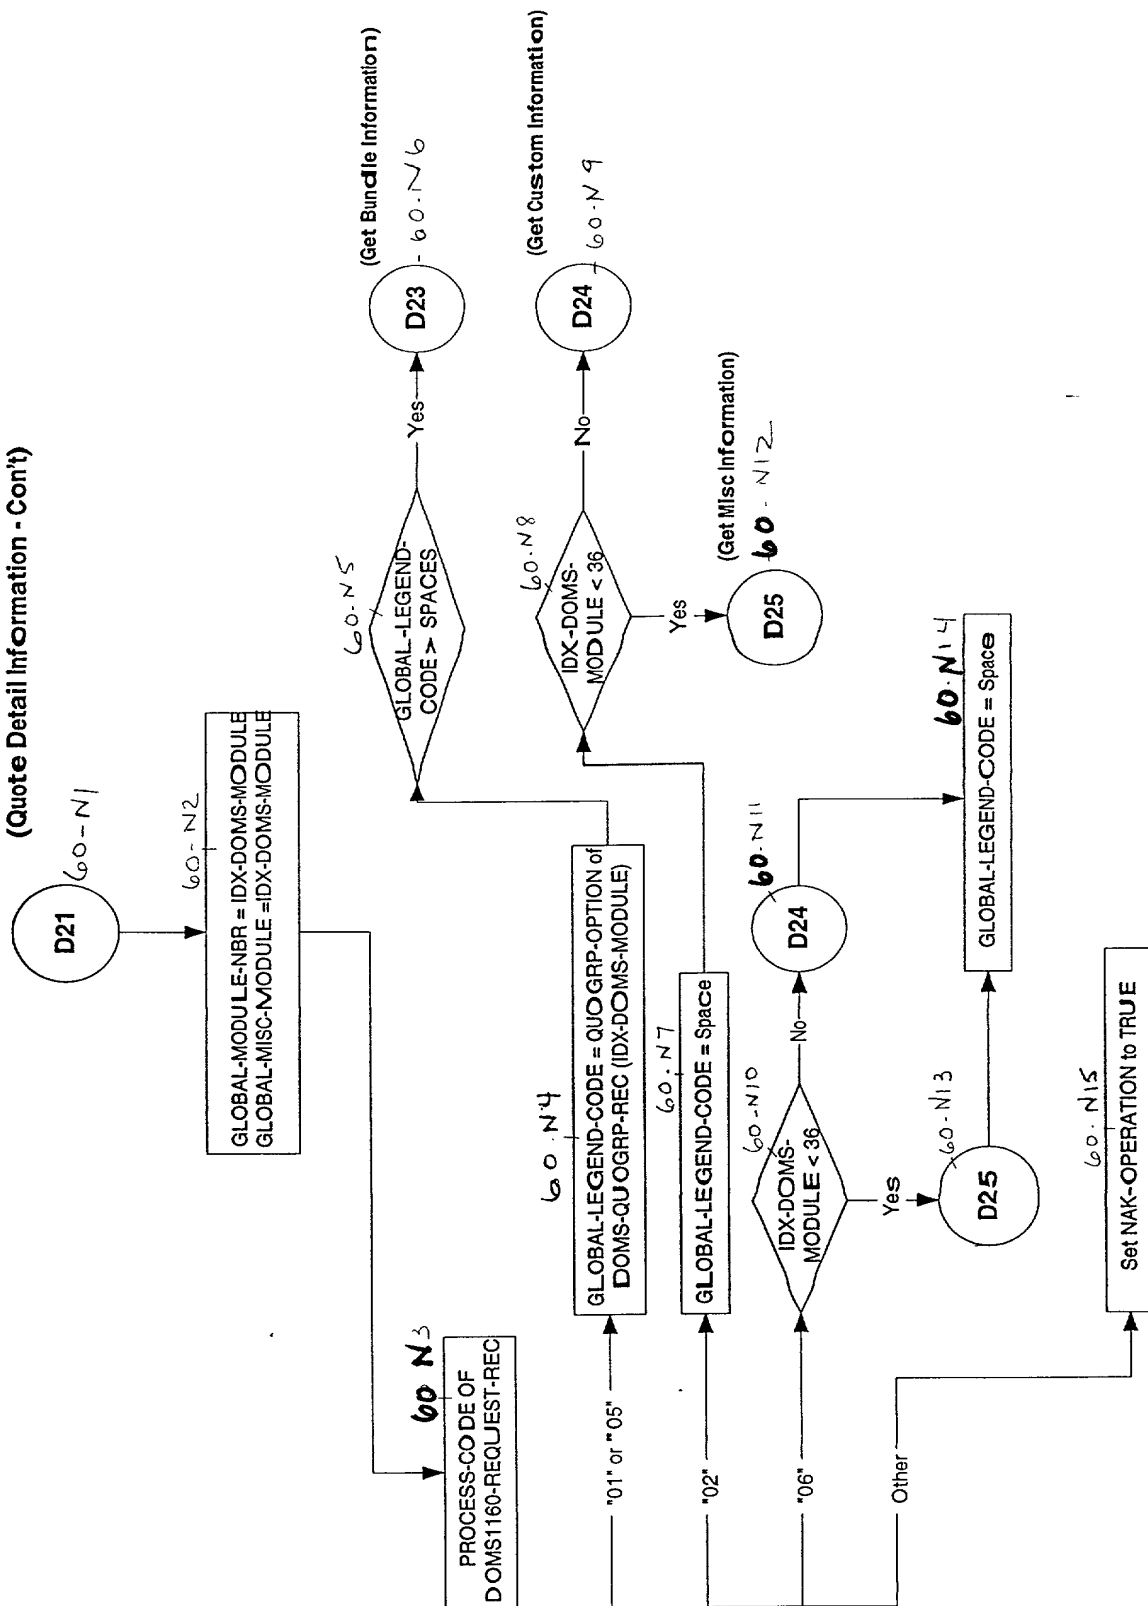 (Quote Detail Information - Con't)
D21
60-N1
60-N2
GLOBAL-MODULE-NBR = IDX-DOMS-MODULE
GLOBAL-MISC-MODULE =IDX-DOMS-MODULE
60 N3
PROCESS-CODE OF
DOMS1160-REQUEST-REC
"01" or "05"
60.N4
GLOBAL-LEGEND-CODE = QUOGRP-OPTION of
DOMS-QUOGRP-REC (IDX-DOMS-MODULE)
60-N5
GLOBAL-LEGEND-
CODE > SPACES
Yes
D23
(Get Bundle Information)
- 60-N6
"02"
60-N7
GLOBAL-LEGEND-CODE = Space
60-N8
IDX-DOMS-
MODULE < 36
No
D24
(Get Custom Information)
60-N9
Yes
D25
(Get Misc Information)
60-N12
"06"
60-N10
IDX-DOMS-
MODULE < 36
No
D24
60-N11
Yes
D25
60-N13
60-N14
GLOBAL-LEGEND-CODE = Space
Other
60-N15
Set NAK-OPERATION to TRUE